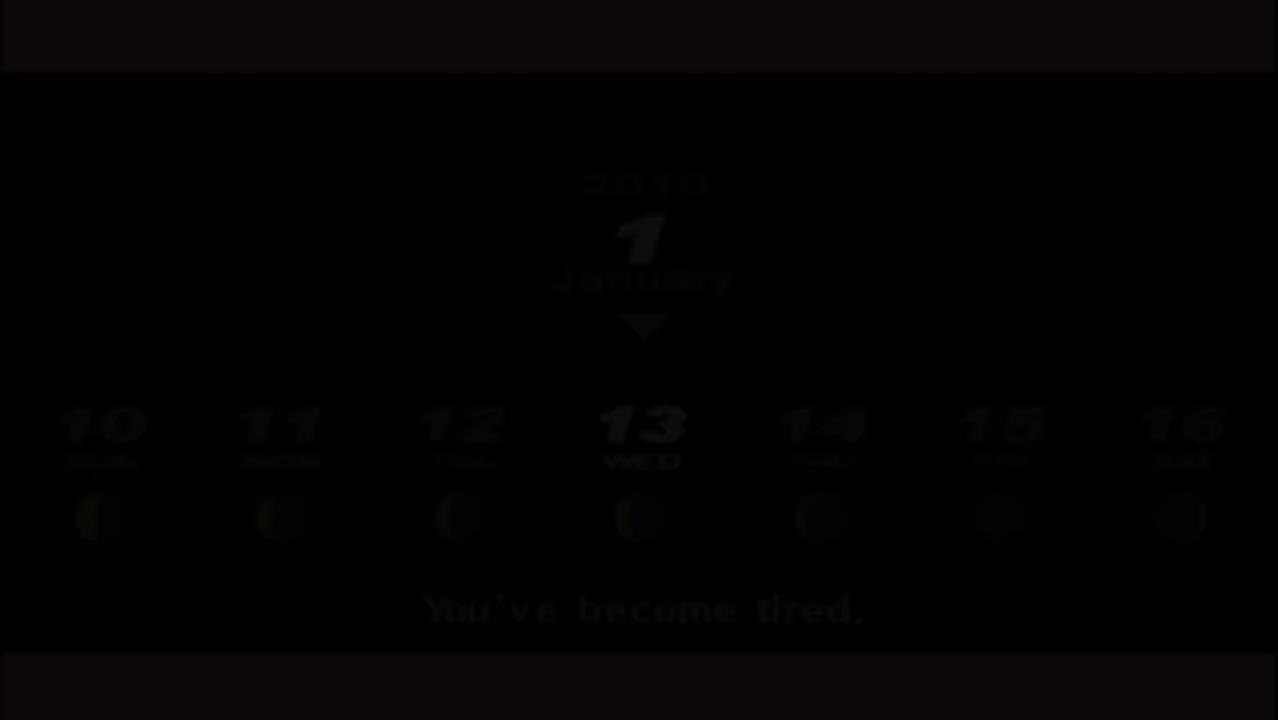 2010
1
January
10 11 12 13 14 15 16
SUN MON TUE WED THU FRI SAT
You've become tired.